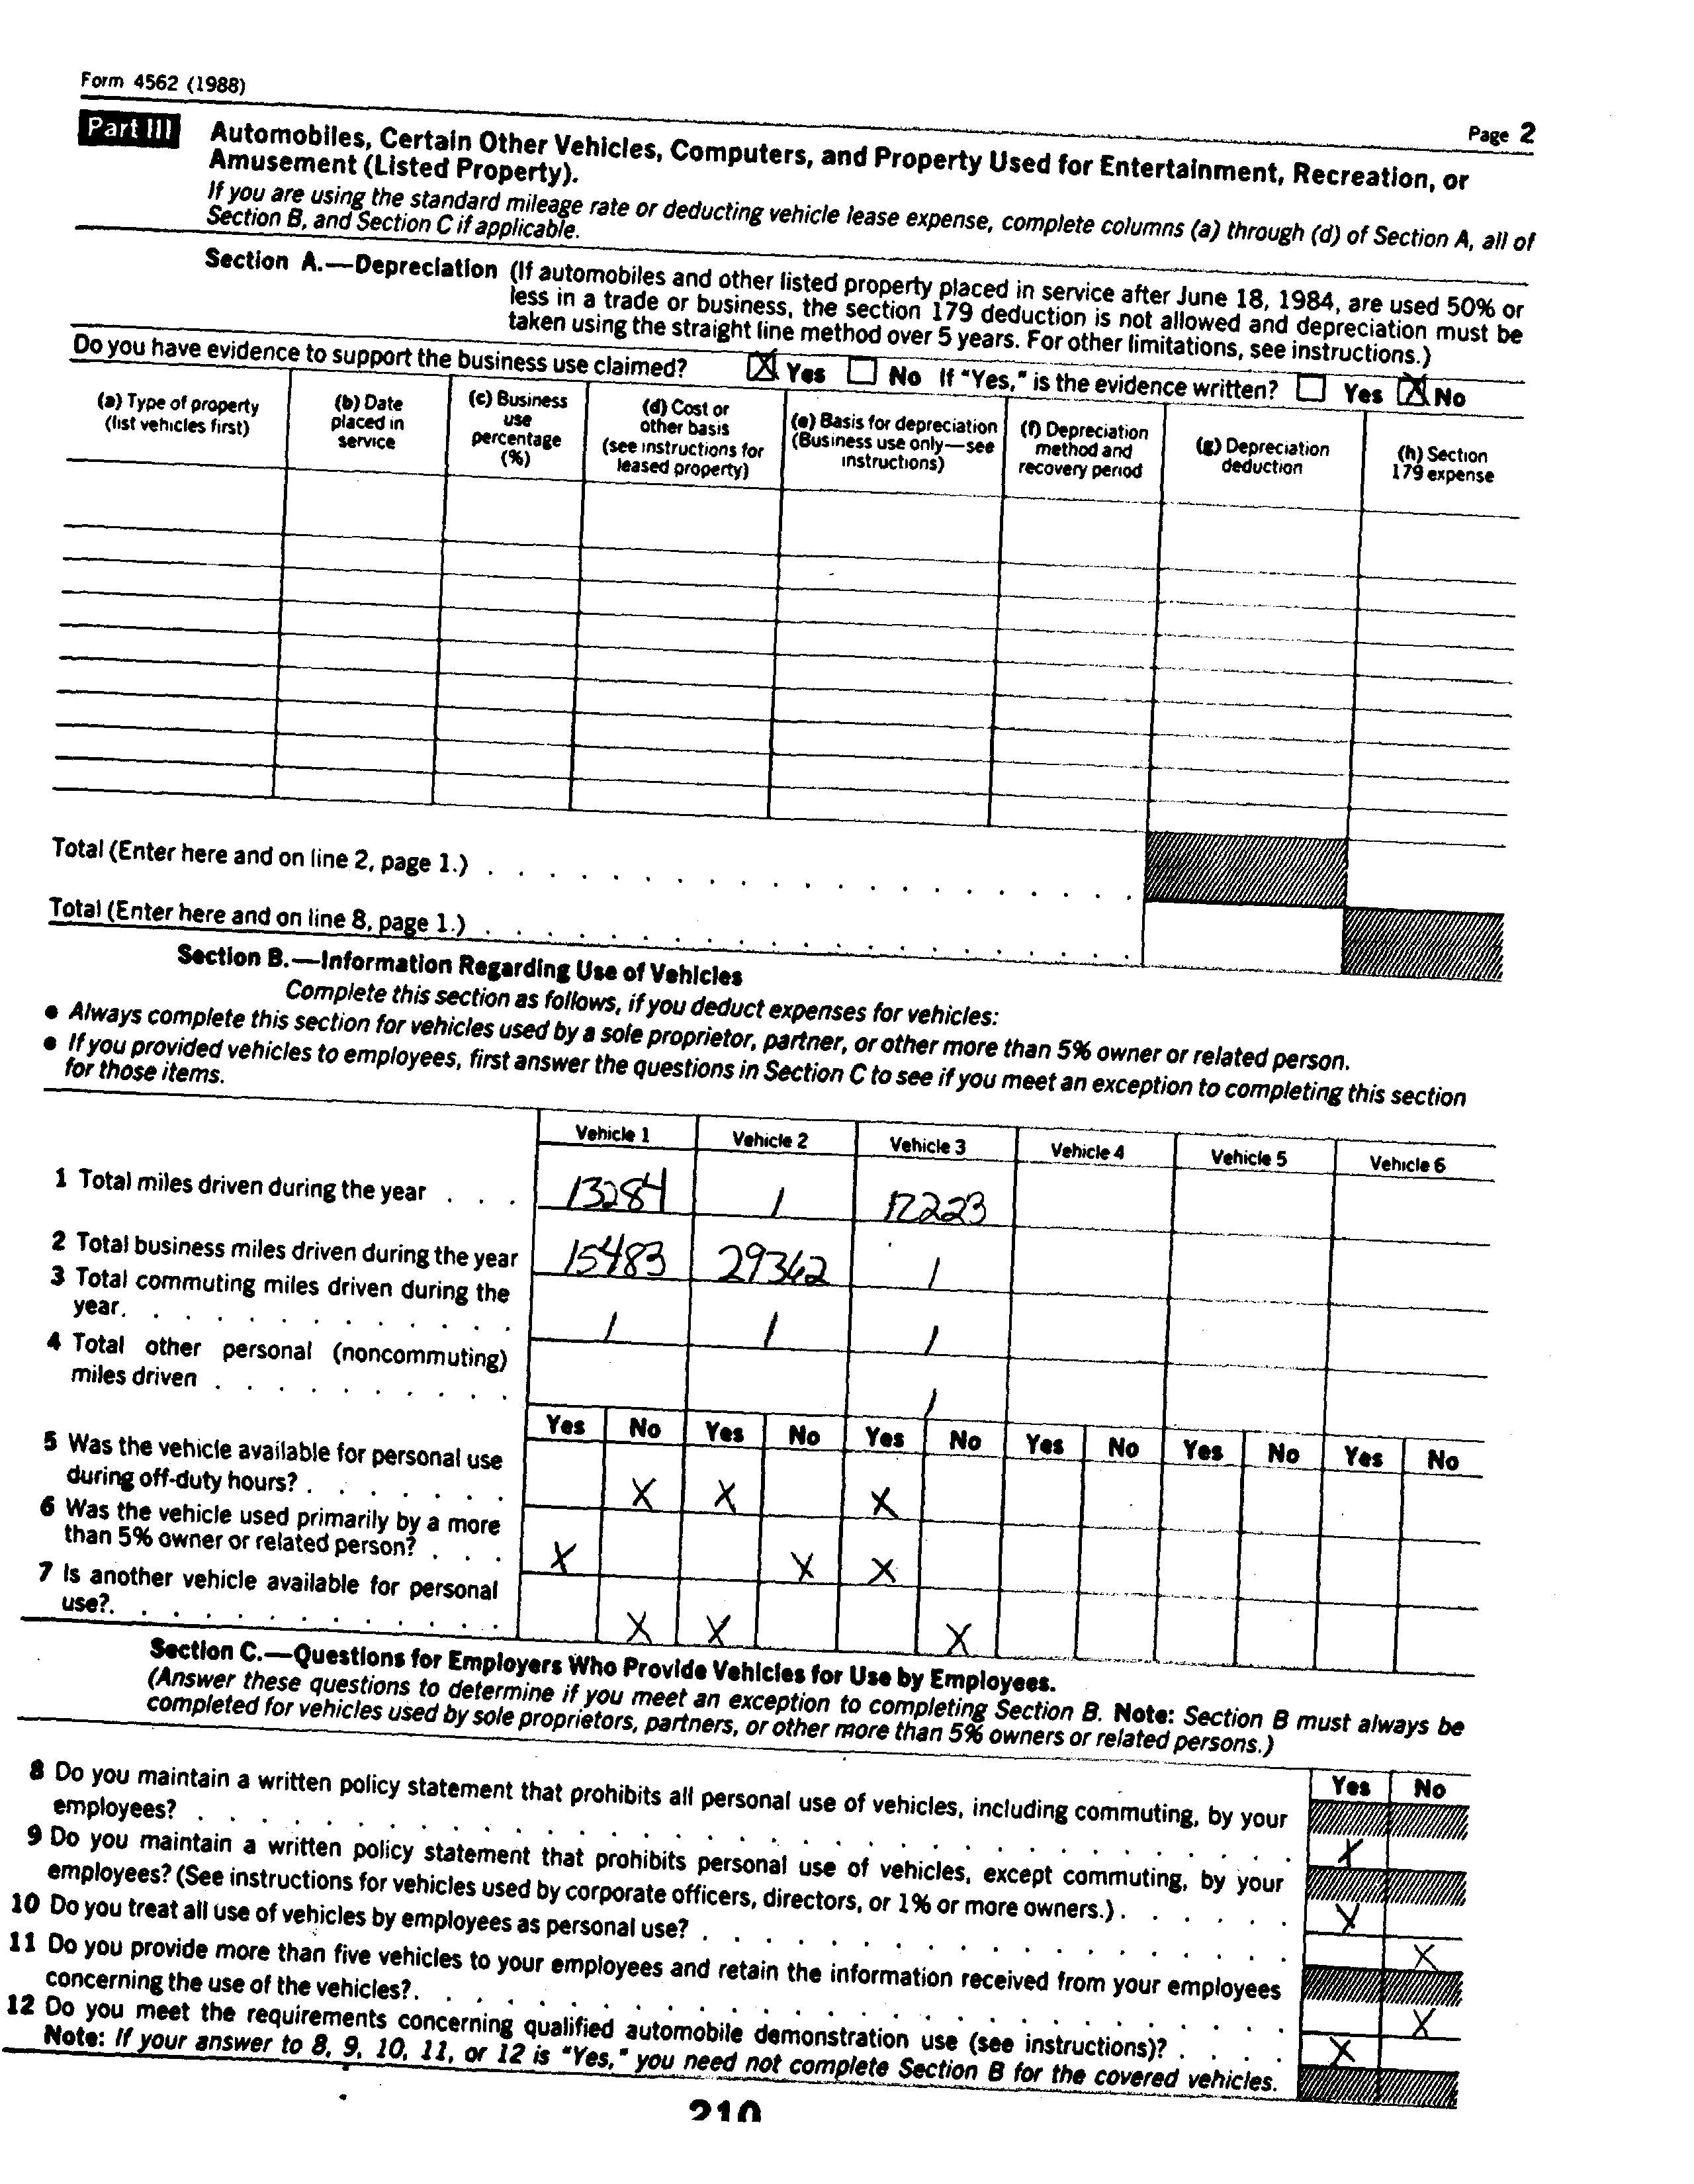 Form 4562 (1988)
Page 2
Part III Automobiles, Certain Other Vehicles, Computers, and Property Used for Entertainment, Recreation, or
Amusement (Listed Property).
If you are using the standard mileage rate or deducting vehicle lease expense, complete columns (a) through (d) of Section A, all of
Section B, and Section C if applicable.
Section A.—Depreciation (If automobiles and other listed property placed in service after June 18, 1984, are used 50% or
less in a trade or business, the section 179 deduction is not allowed and depreciation must be
taken using the straight line method over 5 years. For other limitations, see instructions.)
Do you have evidence to support the business use claimed? X Yes No If "Yes," is the evidence written? Yes X No
(a) Type of property
(list vehicles first)
(b) Date
placed in
service
(c) Business
use
percentage
(%)
(d) Cost or
other basis
(see instructions for
leased property)
(e) Basis for depreciation
(Business use only—see
instructions)
(f) Depreciation
method and
recovery period
(g) Depreciation
deduction
(h) Section
179 expense
Total (Enter here and on line 2, page 1.) . . . . . . . . . . . . . . . . . . . . .
Total (Enter here and on line 8, page 1.) . . . . . . . . . . . . . . . . . . . . .
Section B.—Information Regarding Use of Vehicles
Complete this section as follows, if you deduct expenses for vehicles:
● Always complete this section for vehicles used by a sole proprietor, partner, or other more than 5% owner or related person.
● If you provided vehicles to employees, first answer the questions in Section C to see if you meet an exception to completing this section
for those items.
Vehicle 1 Vehicle 2 Vehicle 3 Vehicle 4 Vehicle 5 Vehicle 6
1 Total miles driven during the year . . . 13284 / 12223
2 Total business miles driven during the year 15483 29362 /
3 Total commuting miles driven during the
year. . . . . . . . . . . . . / / /
4 Total other personal (noncommuting)
miles driven . . . . . . . . . . /
Yes No Yes No Yes No Yes No Yes No Yes No
5 Was the vehicle available for personal use
during off-duty hours? . . . . . . . X X X
6 Was the vehicle used primarily by a more
than 5% owner or related person? . . . X X X
7 Is another vehicle available for personal
use?. . . . . . . . . . . . . X X X
Section C.—Questions for Employers Who Provide Vehicles for Use by Employees.
(Answer these questions to determine if you meet an exception to completing Section B. Note: Section B must always be
completed for vehicles used by sole proprietors, partners, or other more than 5% owners or related persons.)
Yes No
8 Do you maintain a written policy statement that prohibits all personal use of vehicles, including commuting, by your
employees? . . . . . . . . . . . . . . . . . . . . . . . . . . X
9 Do you maintain a written policy statement that prohibits personal use of vehicles, except commuting, by your
employees? (See instructions for vehicles used by corporate officers, directors, or 1% or more owners.) . . . . . . X
10 Do you treat all use of vehicles by employees as personal use? . . . . . . . . . . . . . . . . . . . X
11 Do you provide more than five vehicles to your employees and retain the information received from your employees
concerning the use of the vehicles?. . . . . . . . . . . . . . . . . . . . . . . . . . . . X
12 Do you meet the requirements concerning qualified automobile demonstration use (see instructions)? . . . . X
Note: If your answer to 8, 9, 10, 11, or 12 is "Yes," you need not complete Section B for the covered vehicles.
210